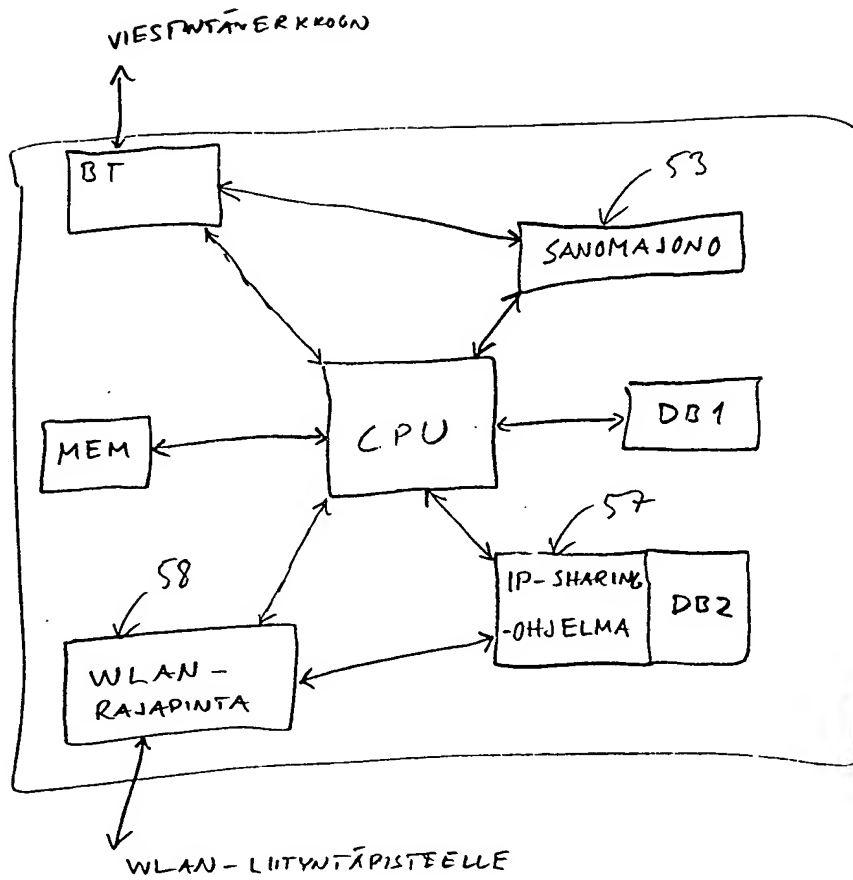 VIESTINTÄVERKKOON
BT
53
SANOMAJONO
CPU
DB1
MEM
57
58
IP-SHARING
-OHJELMA
DB2
WLAN-
RAJAPINTA
WLAN-LIITYNTÄPISTEELLE